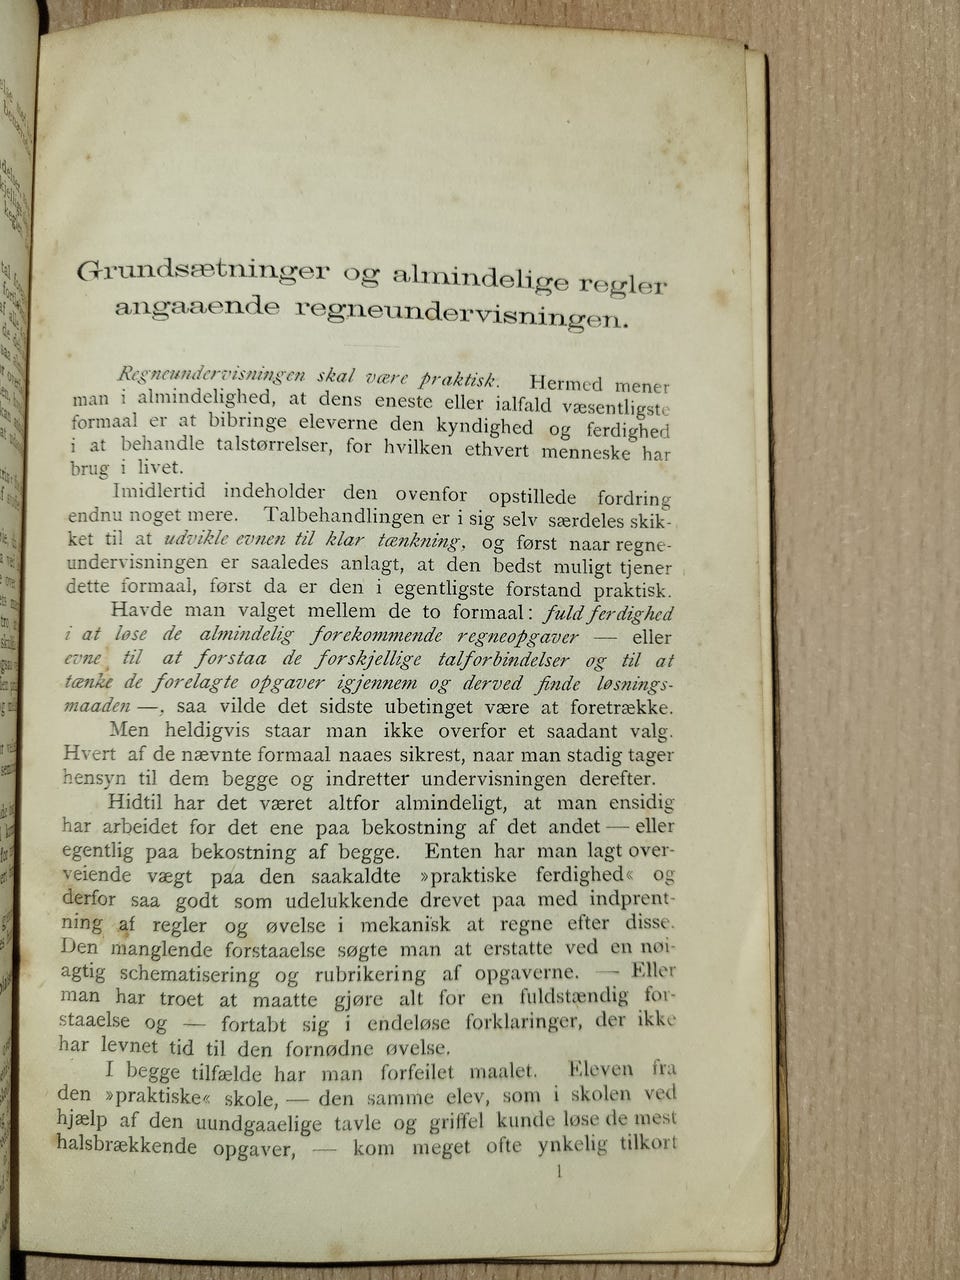 Grundsætninger og almindelige regler
angaaende regneundervisningen.
Regneundervisningen skal være praktisk. Hermed mener
man i almindelighed, at dens eneste eller ialfald væsentligste
formaal er at bibringe eleverne den kyndighed og ferdighed
i at behandle talstørrelser, for hvilken ethvert menneske har
brug i livet.
Imidlertid indeholder den ovenfor opstillede fordring
endnu noget mere. Talbehandlingen er i sig selv særdeles skik-
ket til at udvikle evnen til klar tænkning, og først naar regne-
undervisningen er saaledes anlagt, at den bedst muligt tjener
dette formaal, først da er den i egentligste forstand praktisk.
Havde man valget mellem de to formaal: fuld ferdighed
i at løse de almindelig forekommende regneopgaver — eller
evne til at forstaa de forskjellige talforbindelser og til at
tænke de forelagte opgaver igjennem og derved finde løsnings-
maaden —, saa vilde det sidste ubetinget være at foretrække.
Men heldigvis staar man ikke overfor et saadant valg.
Hvert af de nævnte formaal naaes sikrest, naar man stadig tager
hensyn til dem begge og indretter undervisningen derefter.
Hidtil har det været altfor almindeligt, at man ensidig
har arbeidet for det ene paa bekostning af det andet — eller
egentlig paa bekostning af begge. Enten har man lagt over-
veiende vægt paa den saakaldte »praktiske ferdighed« og
derfor saa godt som udelukkende drevet paa med indprent-
ning af regler og øvelse i mekanisk at regne efter disse.
Den manglende forstaaelse søgte man at erstatte ved en nøi-
agtig schematisering og rubrikering af opgaverne. — Eller
man har troet at maatte gjøre alt for en fuldstændig for-
staaelse og — fortabt sig i endeløse forklaringer, der ikke
har levnet tid til den fornødne øvelse.
I begge tilfælde har man forfeilet maalet. Eleven fra
den »praktiske« skole, — den samme elev, som i skolen ved
hjælp af den uundgaaelige tavle og griffel kunde løse de mest
halsbrækkende opgaver, — kom meget ofte ynkelig tilkort
1